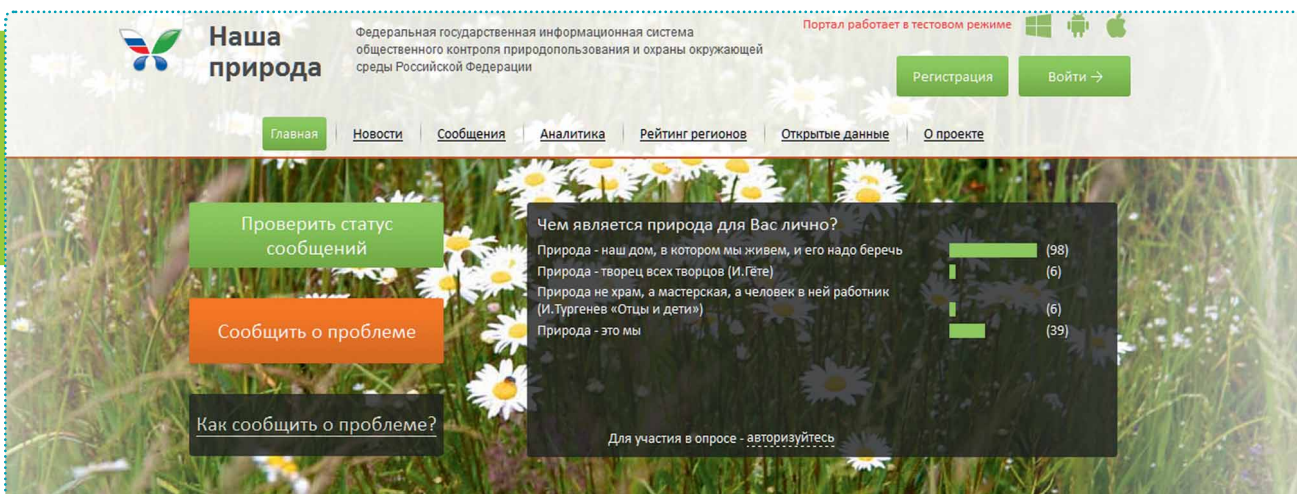 Наша
природа
Федеральная государственная информационная система
общественного контроля природопользования и охраны окружающей
среды Российской Федерации
Портал работает в тестовом режиме
Регистрация
Войти →
Главная
Новости
Сообщения
Аналитика
Рейтинг регионов
Открытые данные
О проекте
Проверить статус
сообщений
Сообщить о проблеме
Как сообщить о проблеме?
Чем является природа для Вас лично?
Природа - наш дом, в котором мы живем, и его надо беречь (98)
Природа - творец всех творцов (И.Гёте) (6)
Природа не храм, а мастерская, а человек в ней работник
(И.Тургенев «Отцы и дети») (6)
Природа - это мы (39)
Для участия в опросе - авторизуйтесь